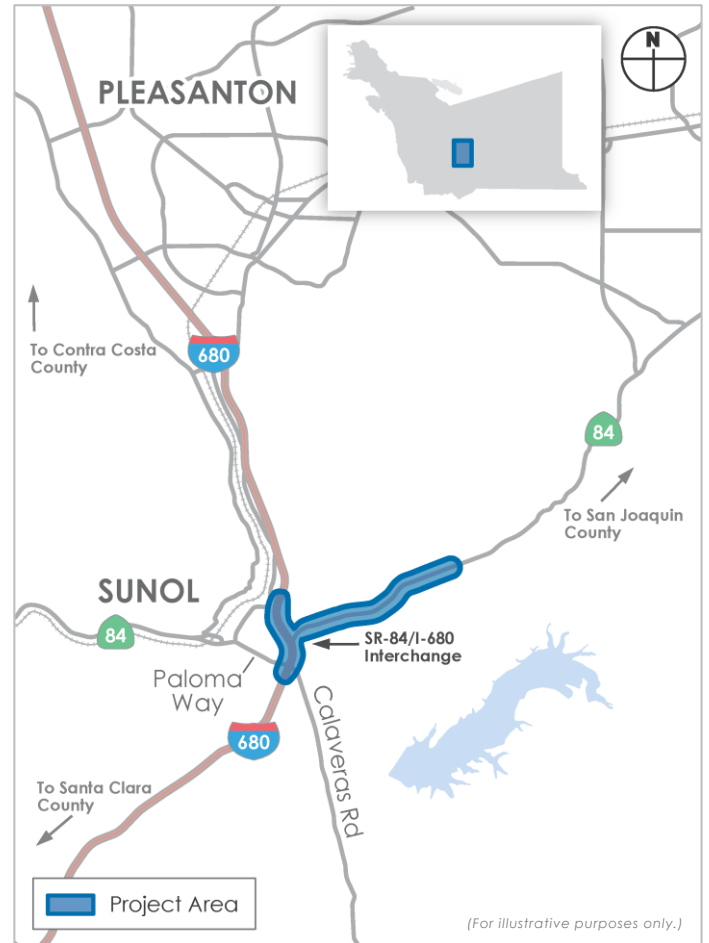 N
PLEASANTON
To Contra Costa
County
680
84
To San Joaquin
County
SUNOL
84
SR-84/I-680
Interchange
Paloma
Way
Calaveras Rd
680
To Santa Clara
County
Project Area
(For illustrative purposes only.)